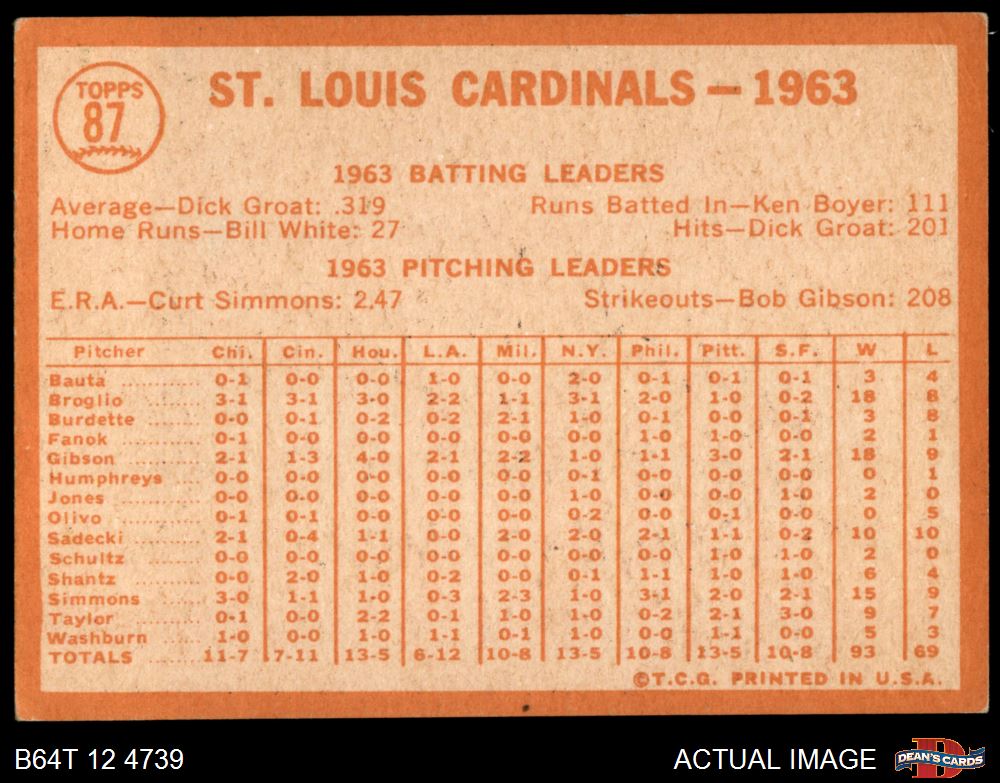 TOPPS
87
ST. LOUIS CARDINALS — 1963
1963 BATTING LEADERS
Average—Dick Groat: .319 Runs Batted In—Ken Boyer: 111
Home Runs—Bill White: 27 Hits—Dick Groat: 201
1963 PITCHING LEADERS
E.R.A.—Curt Simmons: 2.47 Strikeouts—Bob Gibson: 208
Pitcher Chi. Cin. Hou. L.A. Mil. N.Y. Phil. Pitt. S.F. W L
Bauta .......... 0-1 0-0 0-0 1-0 0-0 2-0 0-1 0-1 0-1 3 4
Broglio ........ 3-1 3-1 3-0 2-2 1-1 3-1 2-0 1-0 0-2 18 8
Burdette ....... 0-0 0-1 0-2 0-2 2-1 1-0 0-1 0-1 0-0 3 8
Fanok .......... 0-1 0-0 0-0 0-0 0-0 0-0 1-0 1-0 0-0 2 1
Gibson ......... 2-1 1-3 4-0 2-1 2-2 1-0 1-1 3-0 2-1 18 9
Humphreys .... 0-0 0-0 0-0 0-0 0-0 0-1 0-0 0-0 0-0 0 1
Jones .......... 0-0 0-0 0-0 0-0 0-0 1-0 0-0 0-0 1-0 2 0
Olivo .......... 0-1 0-1 0-0 0-0 0-0 0-2 0-0 0-1 0-0 0 5
Sadecki ........ 2-1 0-4 1-1 0-0 2-0 2-0 2-1 1-1 0-2 10 10
Schultz ........ 0-0 0-0 0-0 0-0 0-0 0-0 0-0 1-0 1-0 2 0
Shantz ......... 0-0 2-0 1-0 0-2 0-0 0-1 1-1 1-0 1-0 6 4
Simmons ....... 3-0 1-1 1-0 0-3 2-3 1-0 3-1 2-0 2-1 15 9
Taylor ......... 0-1 0-0 2-2 0-1 1-0 1-0 0-2 2-1 3-0 9 7
Washburn ...... 1-0 0-0 1-0 1-1 0-1 1-0 0-0 1-1 0-0 5 3
TOTALS ........ 11-7 7-11 13-5 6-12 10-8 13-5 10-8 13-5 10-8 93 69
©T.C.G. PRINTED IN U.S.A.
B64T 12 4739 ACTUAL IMAGE D DEAN'S CARDS